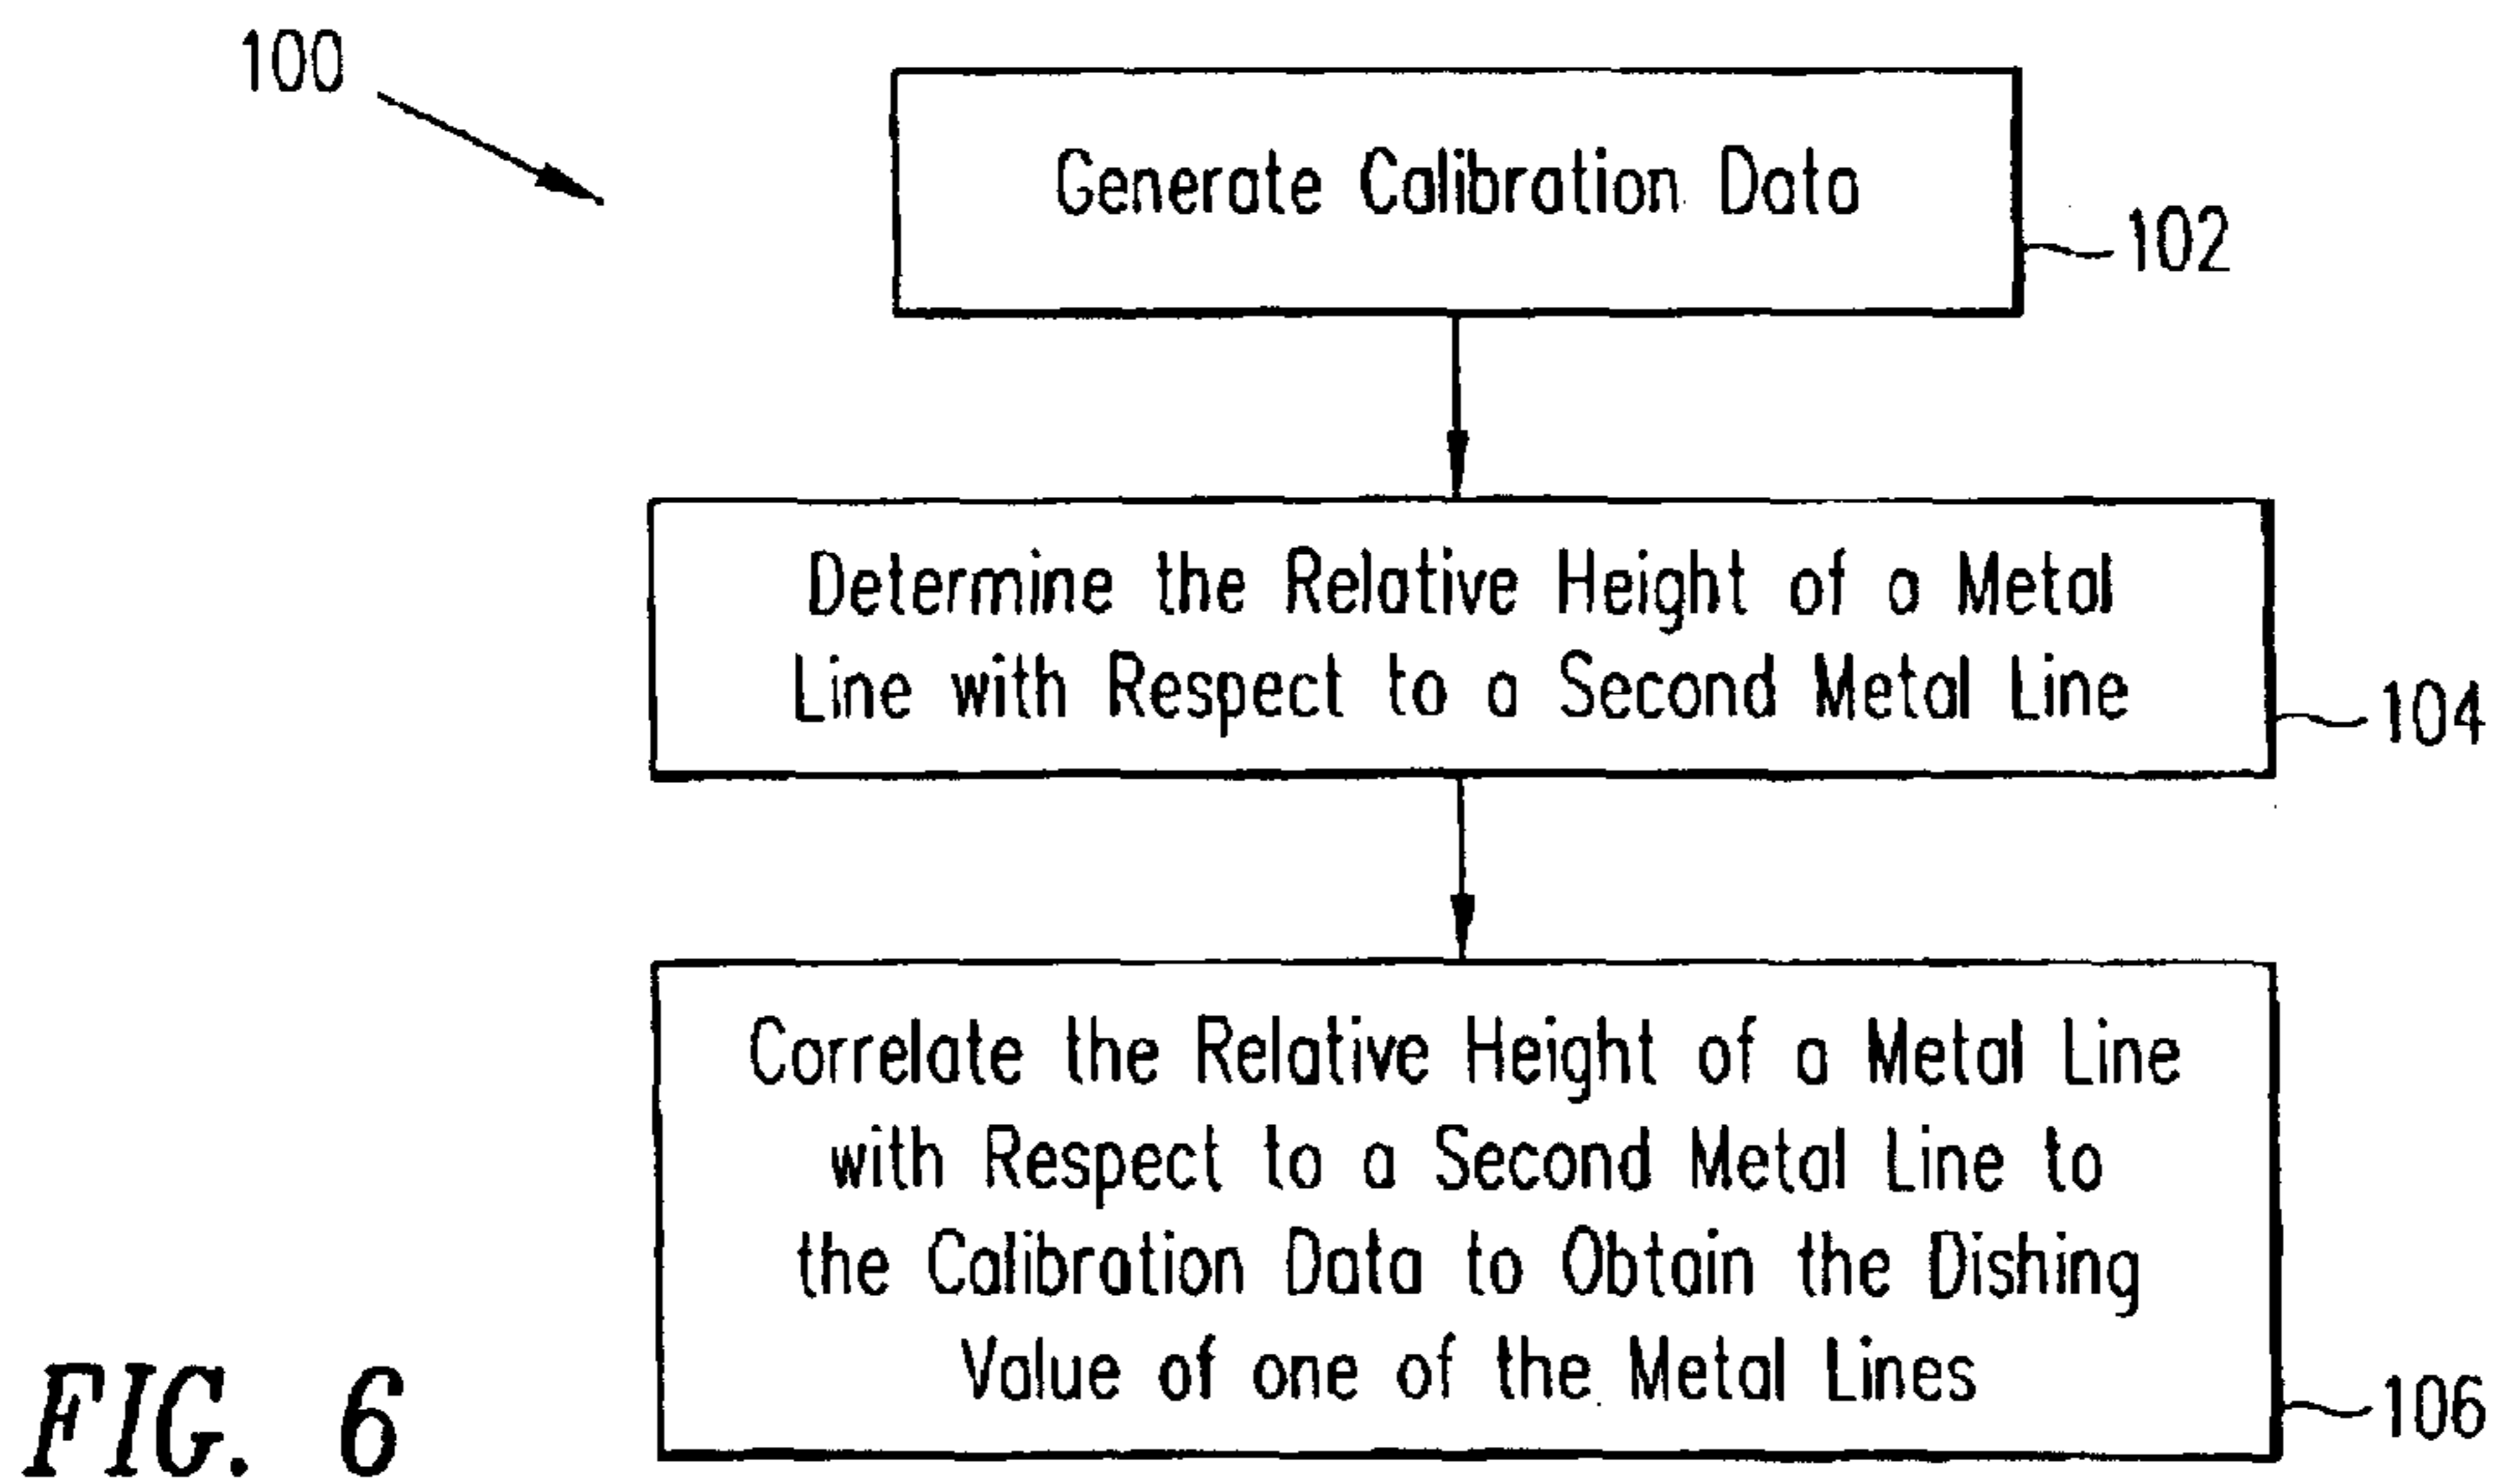 100
Generate Calibration Data
102
Determine the Relative Height of a Metal
Line with Respect to a Second Metal Line
104
Correlate the Relative Height of a Metal Line
with Respect to a Second Metal Line to
the Calibration Data to Obtain the Dishing
Value of one of the Metal Lines
106
FIG. 6